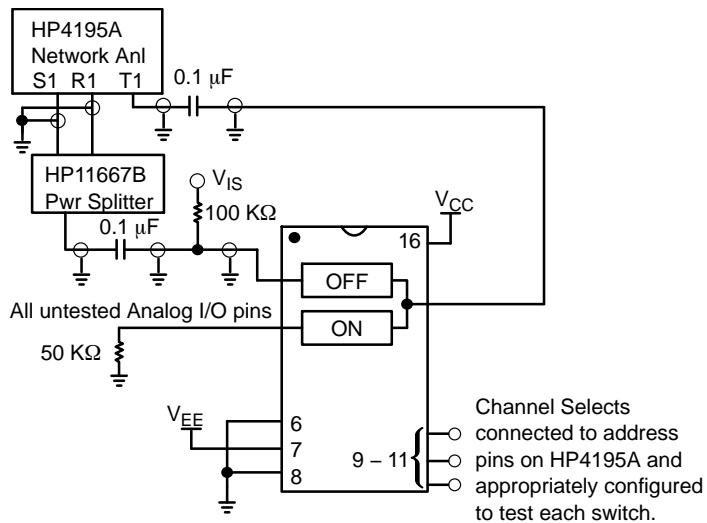 HP4195A
Network Anl
S1 R1 T1
0.1 μF
HP11667B
Pwr Splitter
V_IS
100 KΩ
0.1 μF
V_CC
16
OFF
All untested Analog I/O pins
ON
50 KΩ
V_EE
6
7
8
9 – 11
Channel Selects
connected to address
pins on HP4195A and
appropriately configured
to test each switch.